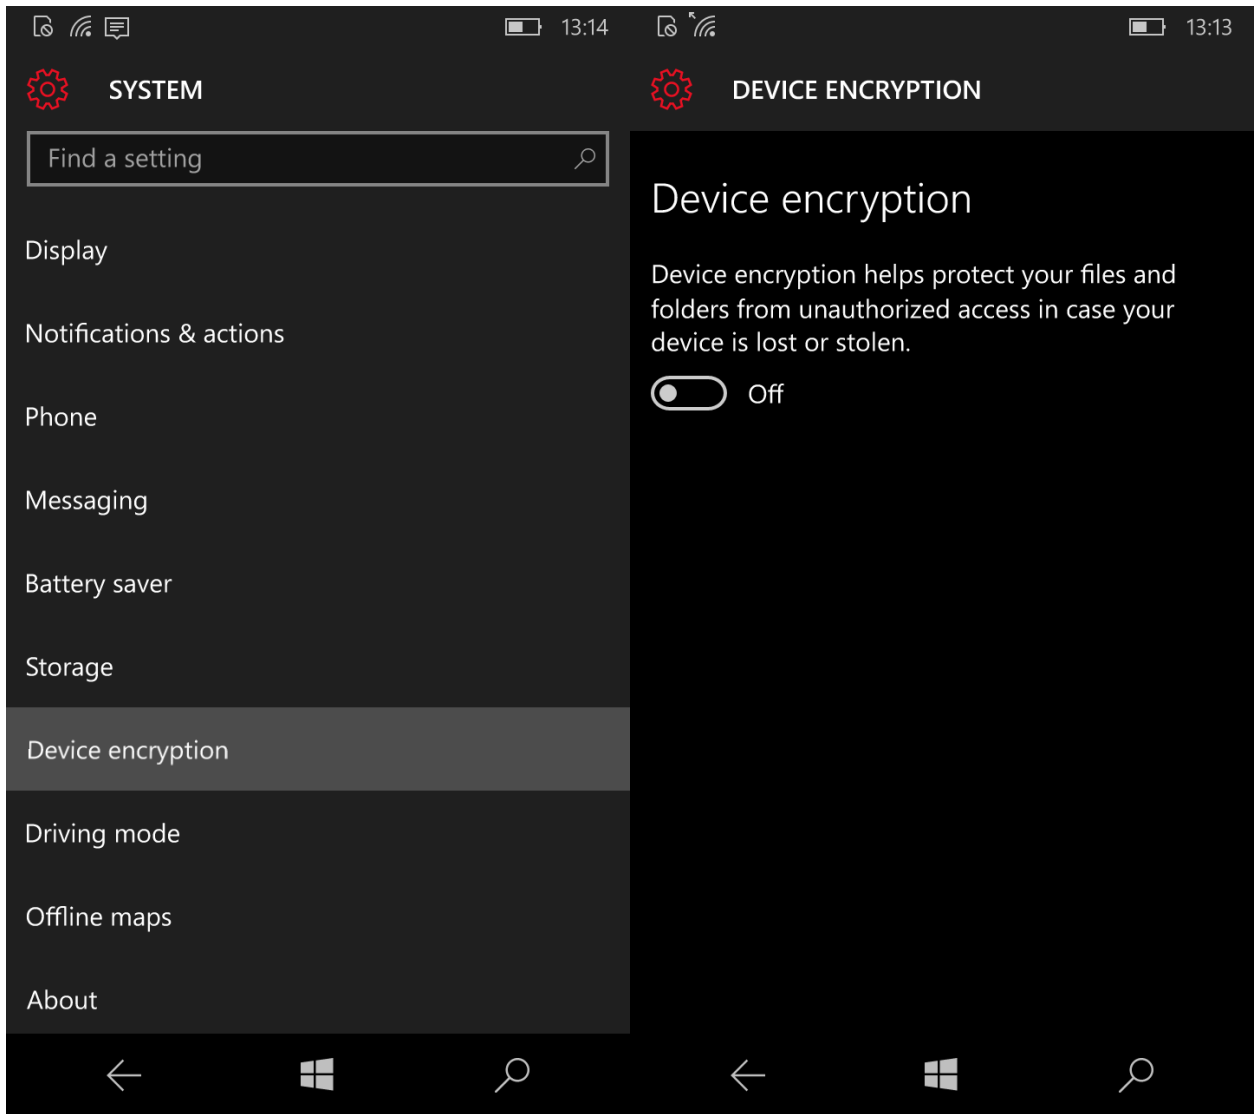 13:14
SYSTEM
Find a setting
Display
Notifications & actions
Phone
Messaging
Battery saver
Storage
Device encryption
Driving mode
Offline maps
About
13:13
DEVICE ENCRYPTION
Device encryption
Device encryption helps protect your files and
folders from unauthorized access in case your
device is lost or stolen.
Off